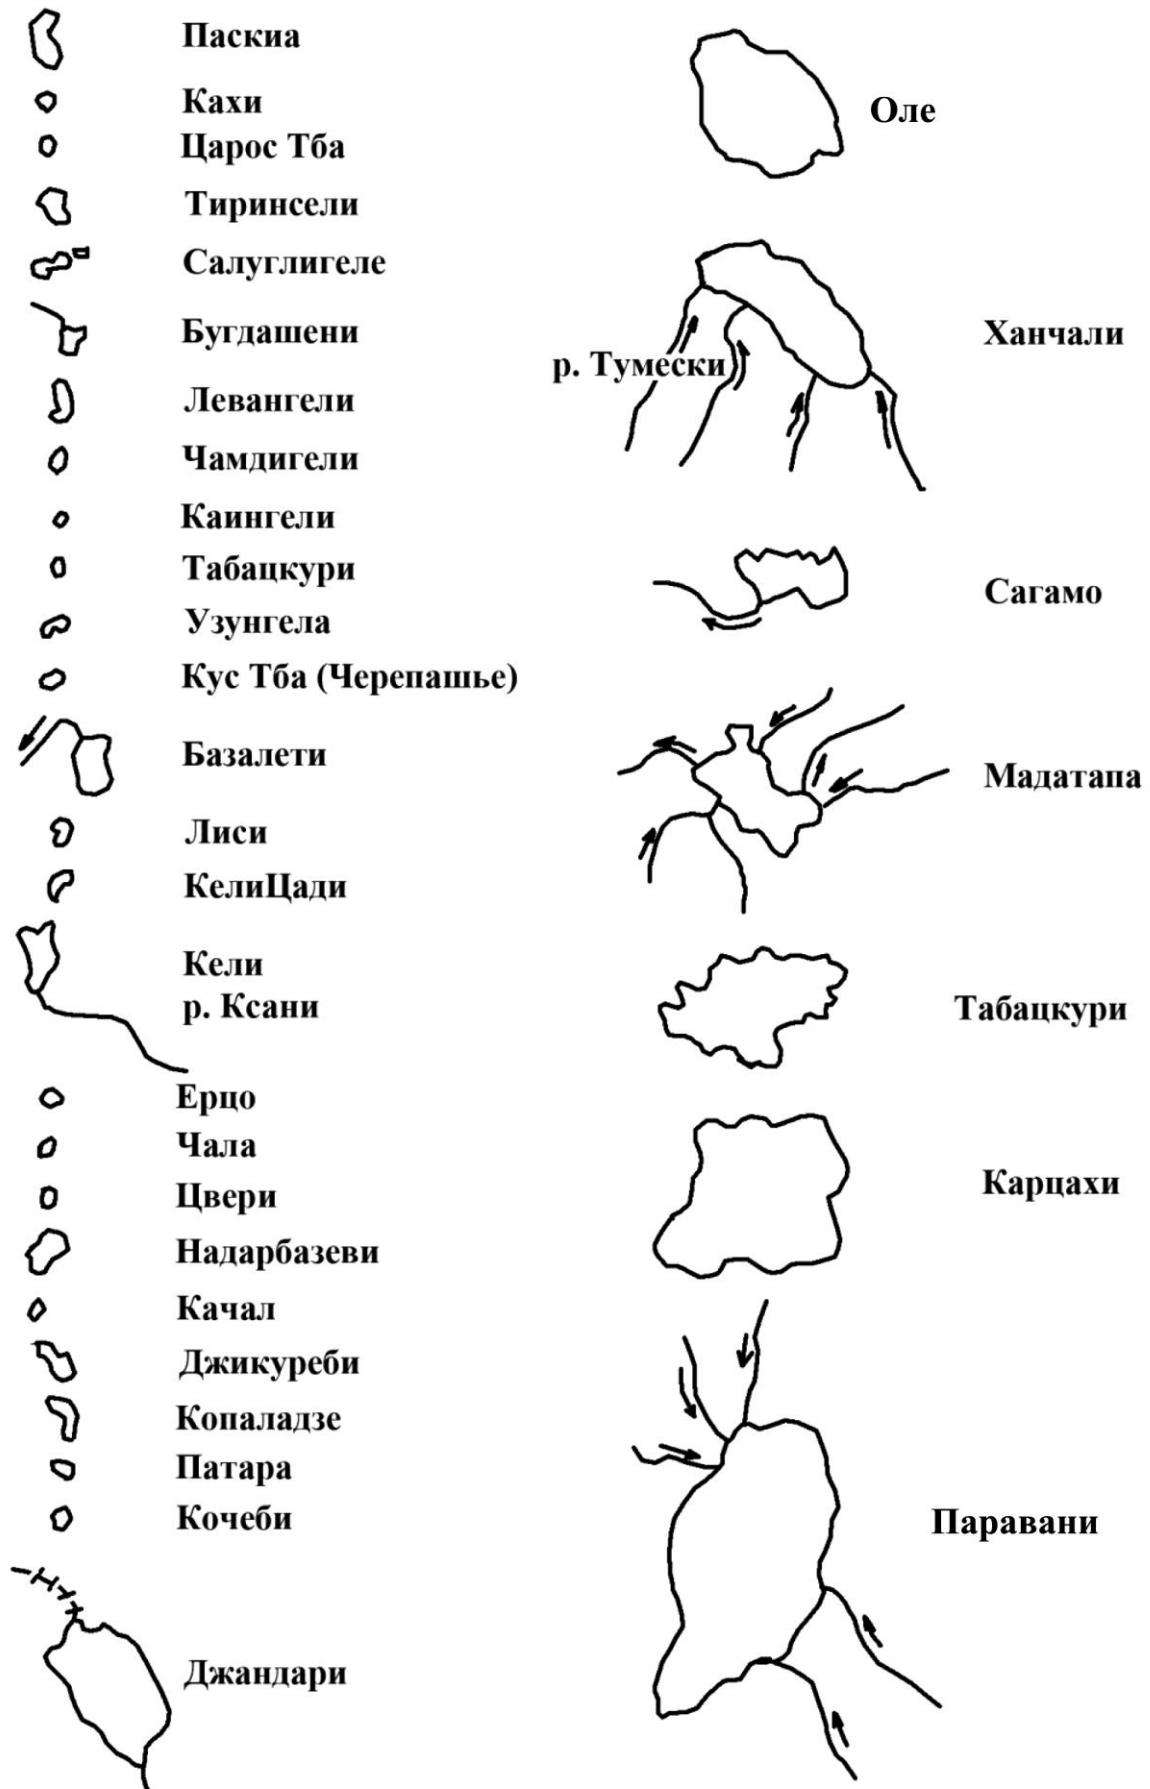 Паскиа
Кахи
Царос Тба
Тиринсели
Салуглигеле
Бугдашени
Левангели
Чамдигели
Каингели
Табацкури
Узунгела
Кус Тба (Черепашье)
Базалети
Лиси
КелиЦади
Кели
р. Ксани
Ерцо
Чала
Цвери
Надарбазеви
Качал
Джикуреби
Копаладзе
Патара
Кочеби
Джандари
Оле
Ханчали
р. Тумески
Сагамо
Мадатапа
Табацкури
Карцахи
Паравани